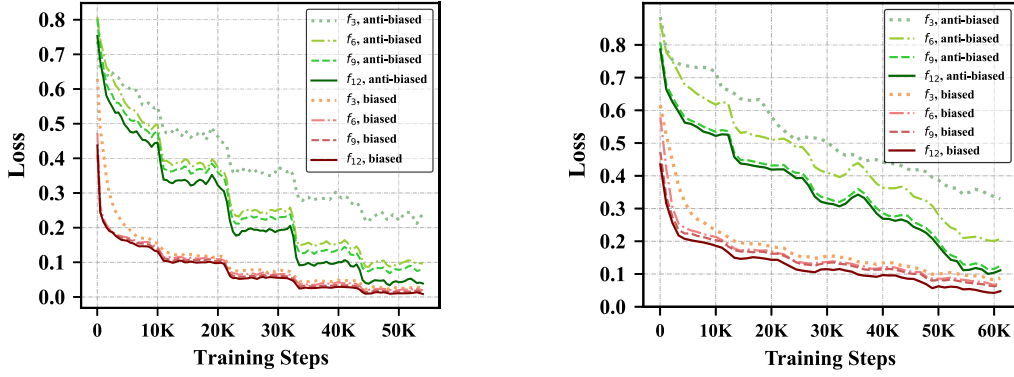 0.8
0.7
0.6
0.5
0.4
0.3
0.2
0.1
0.0
Loss
0
10K
20K
30K
40K
50K
Training Steps
f3, anti-biased
f6, anti-biased
f9, anti-biased
f12, anti-biased
f3, biased
f6, biased
f9, biased
f12, biased
0.8
0.7
0.6
0.5
0.4
0.3
0.2
0.1
0.0
Loss
0
10K
20K
30K
40K
50K
60K
Training Steps
f3, anti-biased
f6, anti-biased
f9, anti-biased
f12, anti-biased
f3, biased
f6, biased
f9, biased
f12, biased